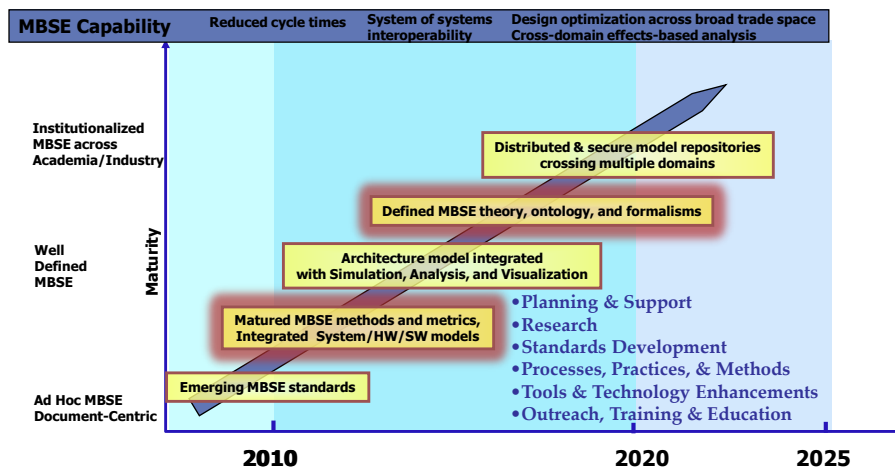 MBSE Capability
Reduced cycle times
System of systems
interoperability
Design optimization across broad trade space
Cross-domain effects-based analysis
Institutionalized
MBSE across
Academia/Industry
Distributed & secure model repositories
crossing multiple domains
Defined MBSE theory, ontology, and formalisms
Well
Defined
MBSE
Maturity
Architecture model integrated
with Simulation, Analysis, and Visualization
Matured MBSE methods and metrics,
Integrated System/HW/SW models
•Planning & Support
•Research
•Standards Development
•Processes, Practices, & Methods
•Tools & Technology Enhancements
•Outreach, Training & Education
Emerging MBSE standards
Ad Hoc MBSE
Document-Centric
2010
2020
2025